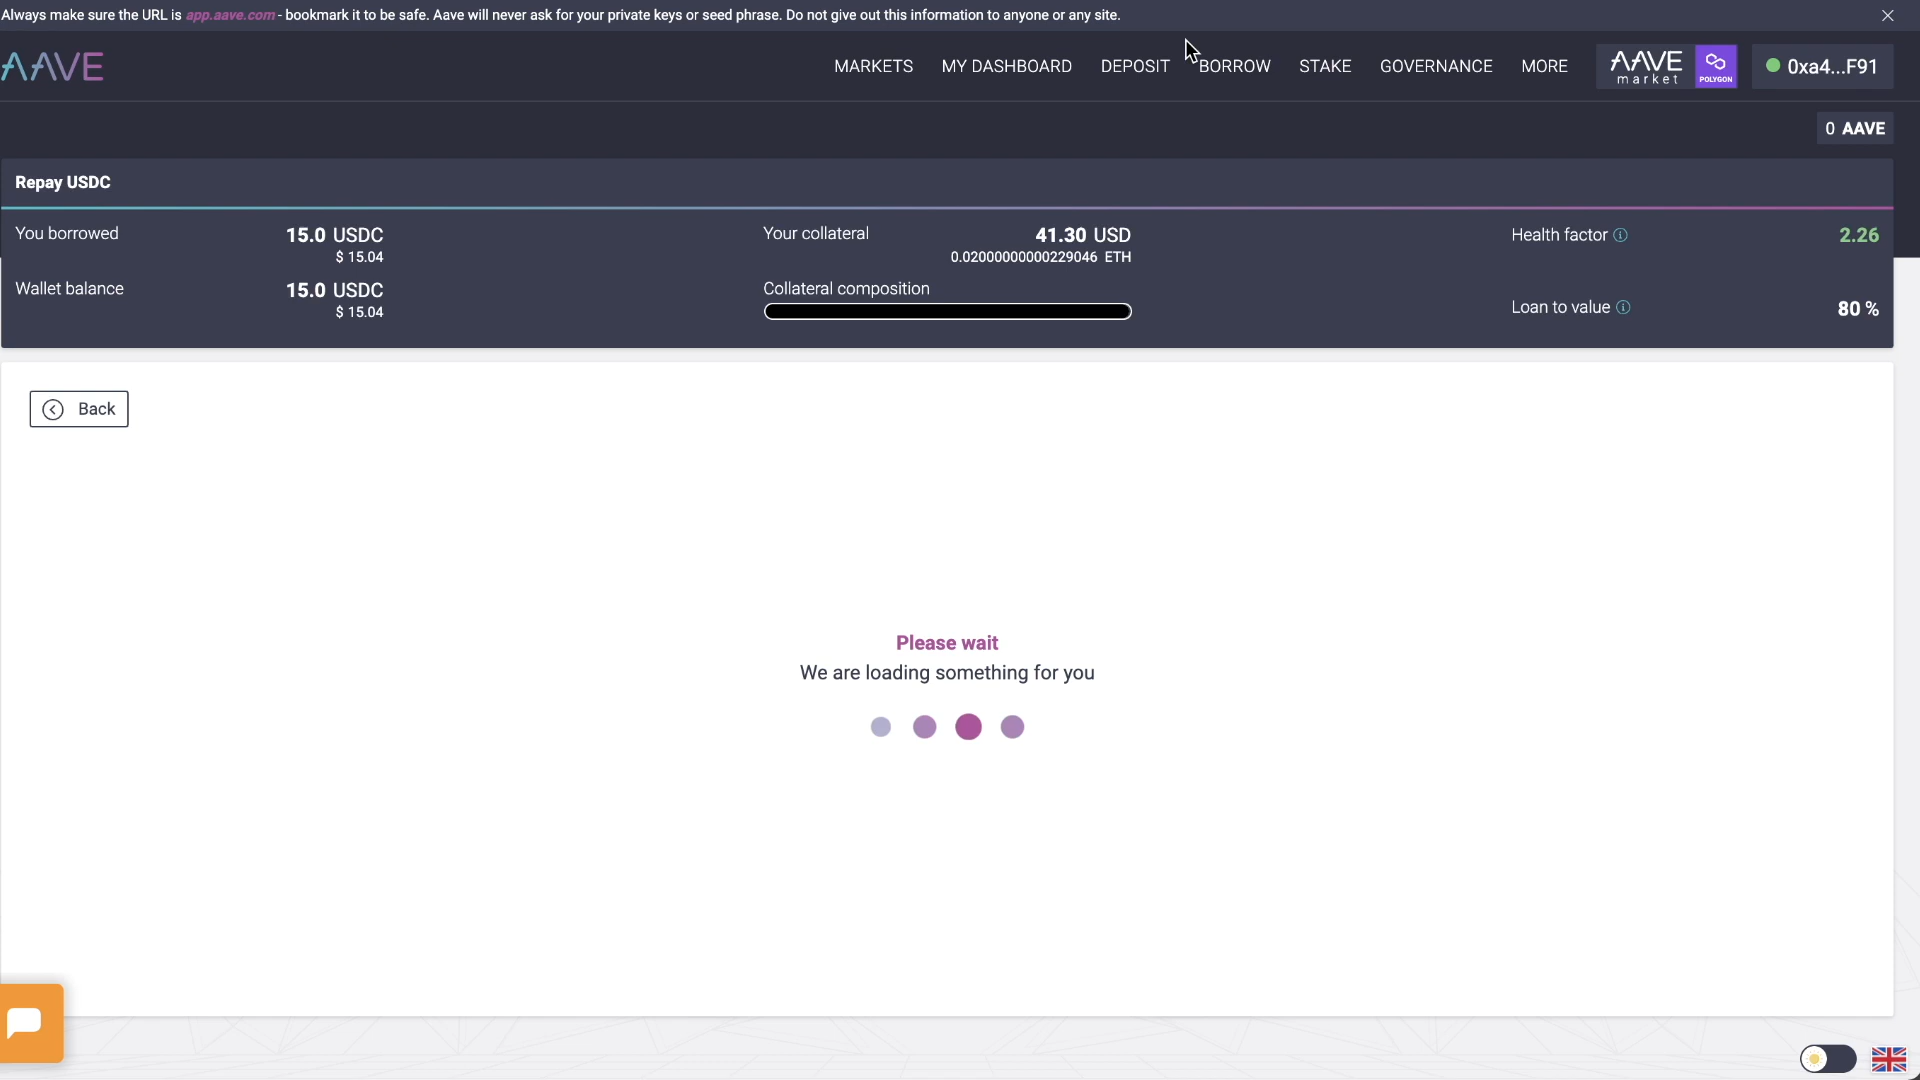 Always make sure the URL is app.aave.com - bookmark it to be safe. Aave will never ask for your private keys or seed phrase. Do not give out this information to anyone or any site.
AAVE
MARKETS MY DASHBOARD DEPOSIT BORROW STAKE GOVERNANCE MORE
AAVE market
POLYGON
0xa4...F91
0 AAVE
Repay USDC
You borrowed 15.0 USDC
$ 15.04
Wallet balance 15.0 USDC
$ 15.04
Your collateral 41.30 USD
0.02000000000229046 ETH
Collateral composition
Health factor 2.26
Loan to value 80 %
Back
Please wait
We are loading something for you